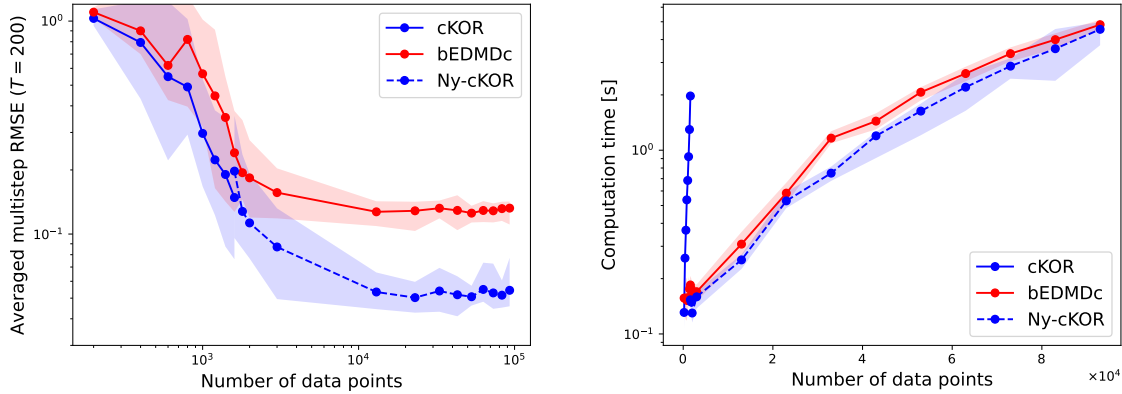 Averaged multistep RMSE (T = 200)
10⁰
10⁻¹
10³
10⁴
10⁵
Number of data points
cKOR
bEDMDc
Ny-cKOR
Computation time [s]
10⁰
10⁻¹
0
2
4
6
8
×10⁴
Number of data points
cKOR
bEDMDc
Ny-cKOR